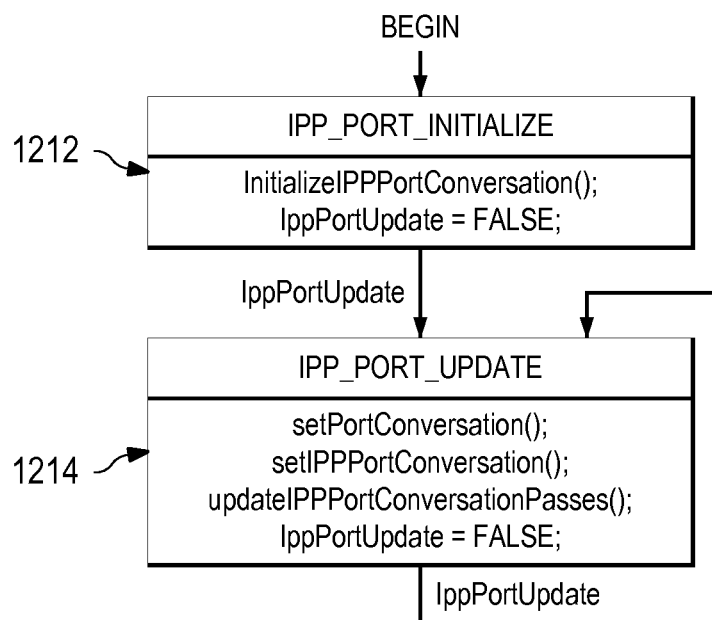 BEGIN
IPP_PORT_INITIALIZE
1212
InitializeIPPPortConversation();
IppPortUpdate = FALSE;
IppPortUpdate
IPP_PORT_UPDATE
setPortConversation();
1214
setIPPPortConversation();
updateIPPPortConversationPasses();
IppPortUpdate = FALSE;
IppPortUpdate